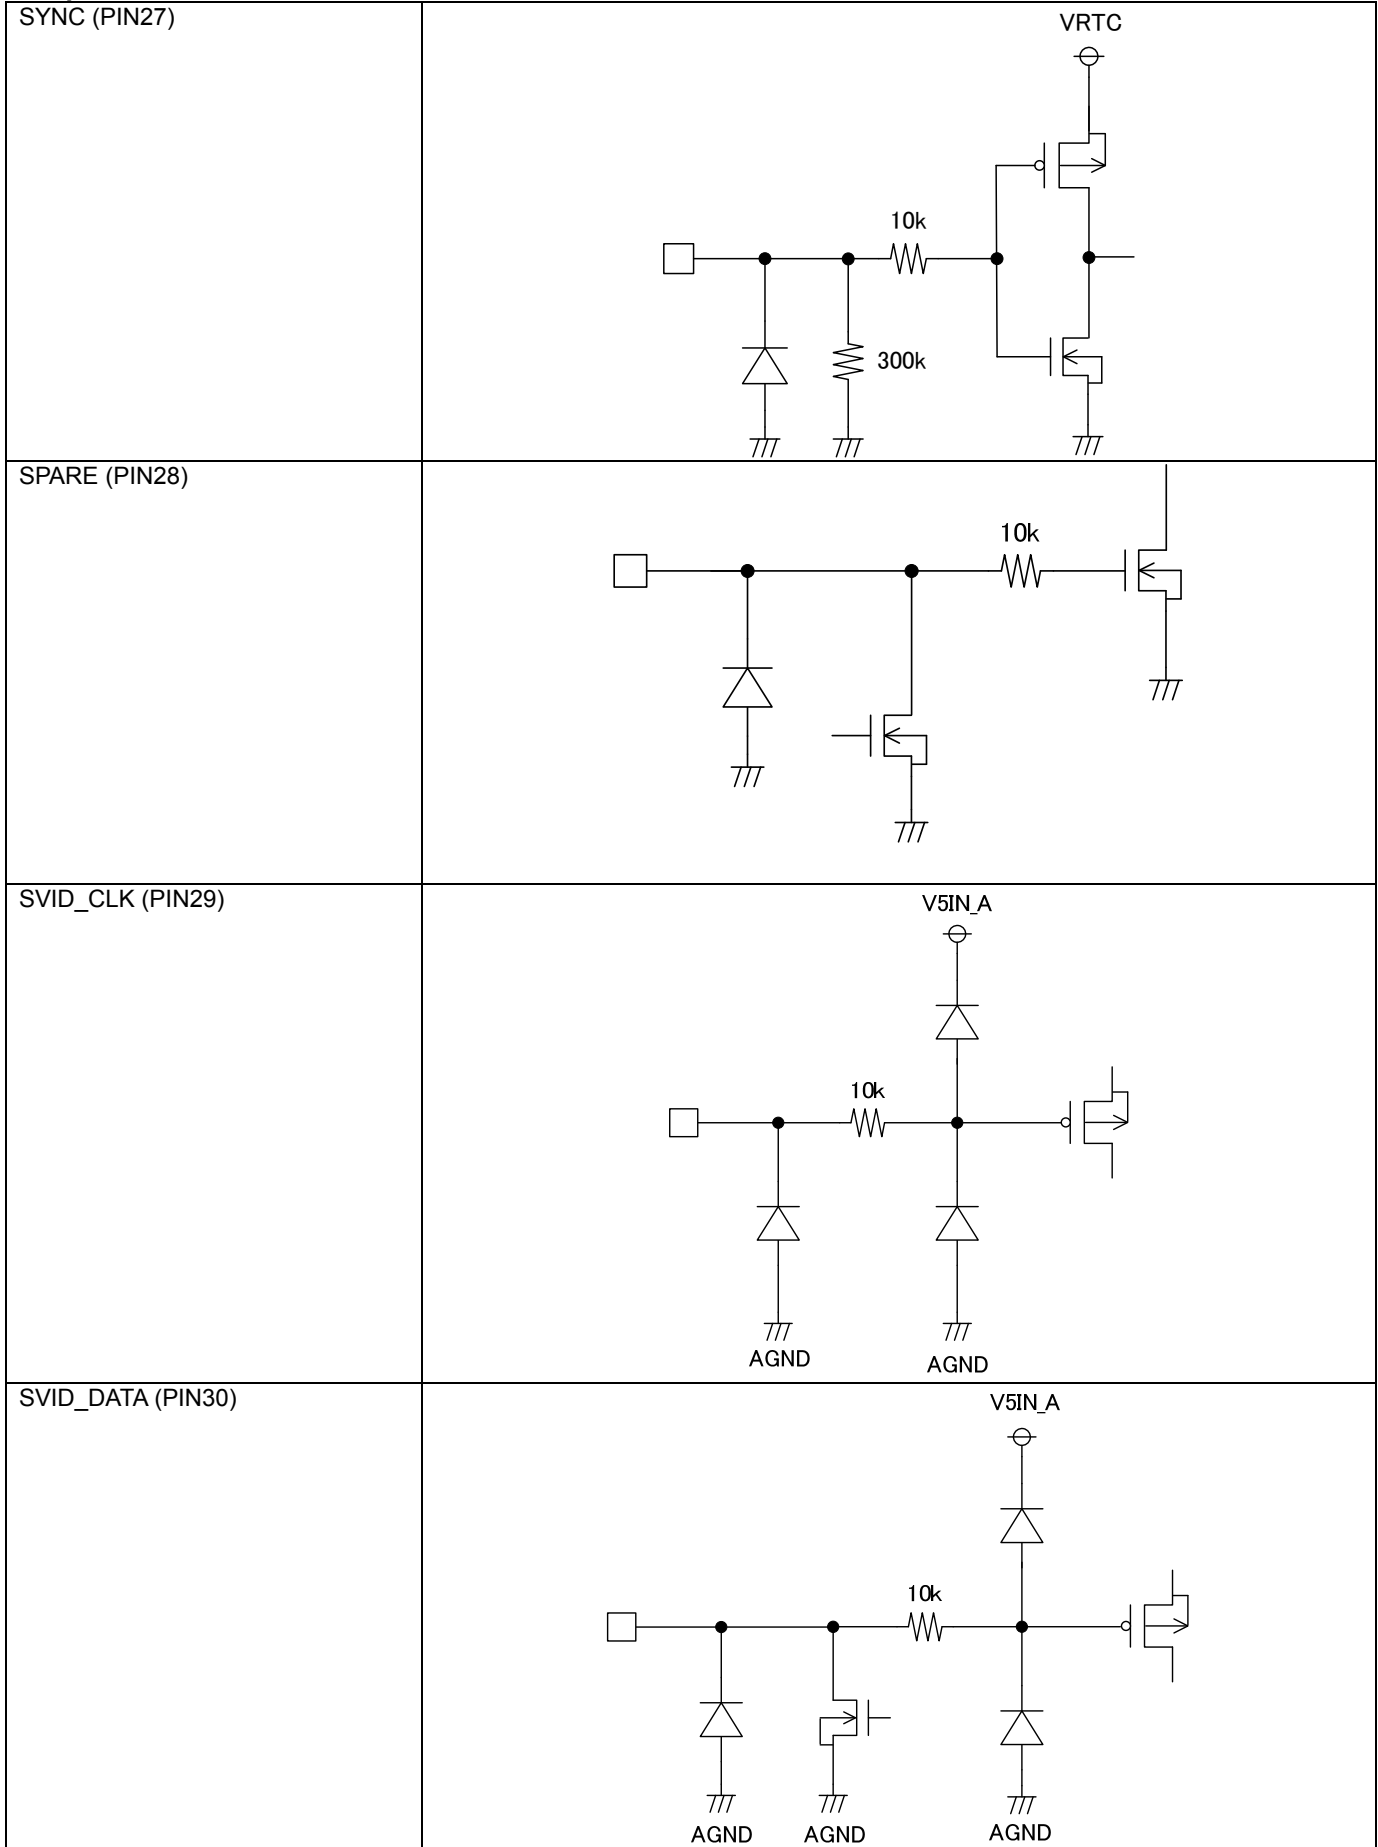 SYNC (PIN27)
VRTC
10k
300k
SPARE (PIN28)
10k
SVID_CLK (PIN29)
V5IN_A
10k
AGND
AGND
SVID_DATA (PIN30)
V5IN_A
10k
AGND
AGND
AGND